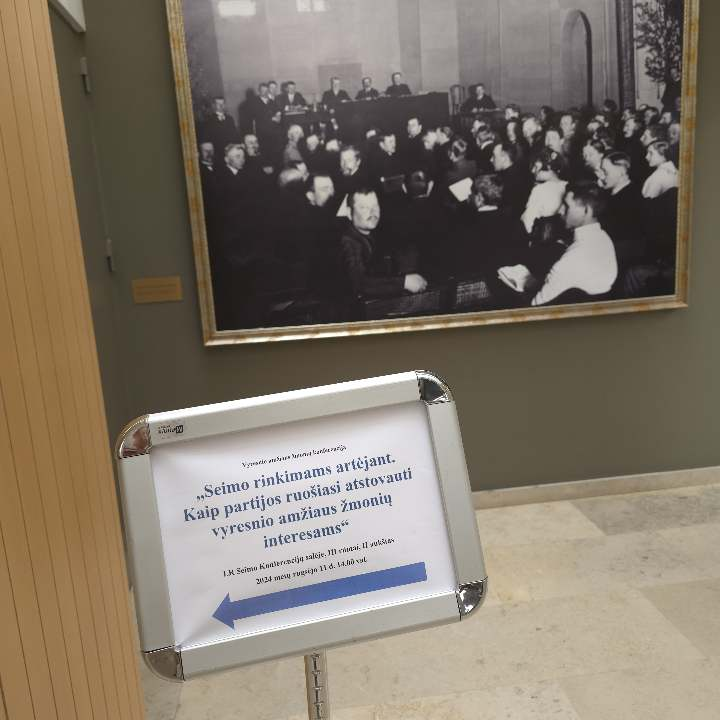 Vyresnio amžiaus žmonių konferencija
„Seimo rinkimams artėjant.
Kaip partijos ruošiasi atstovauti
vyresnio amžiaus žmonių
interesams“
LR Seimo Konferencijų salėje, III rūmai, II aukštas
2024 metų rugsėjo 11 d. 14.00 val.